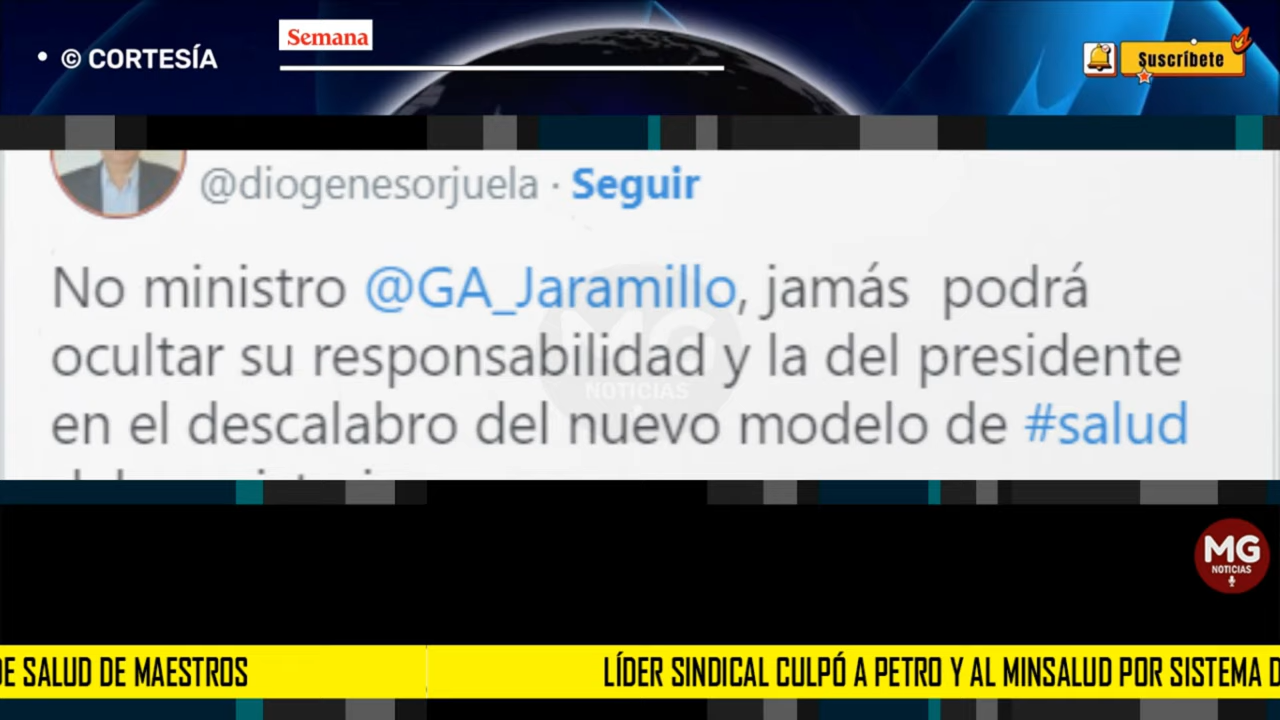 • © CORTESÍA
Semana
Suscríbete
@diogenesorjuela · Seguir
No ministro @GA_Jaramillo, jamás podrá
ocultar su responsabilidad y la del presidente
en el descalabro del nuevo modelo de #salud
MG
NOTICIAS
MG
NOTICIAS
DE SALUD DE MAESTROS
LÍDER SINDICAL CULPÓ A PETRO Y AL MINSALUD POR SISTEMA D